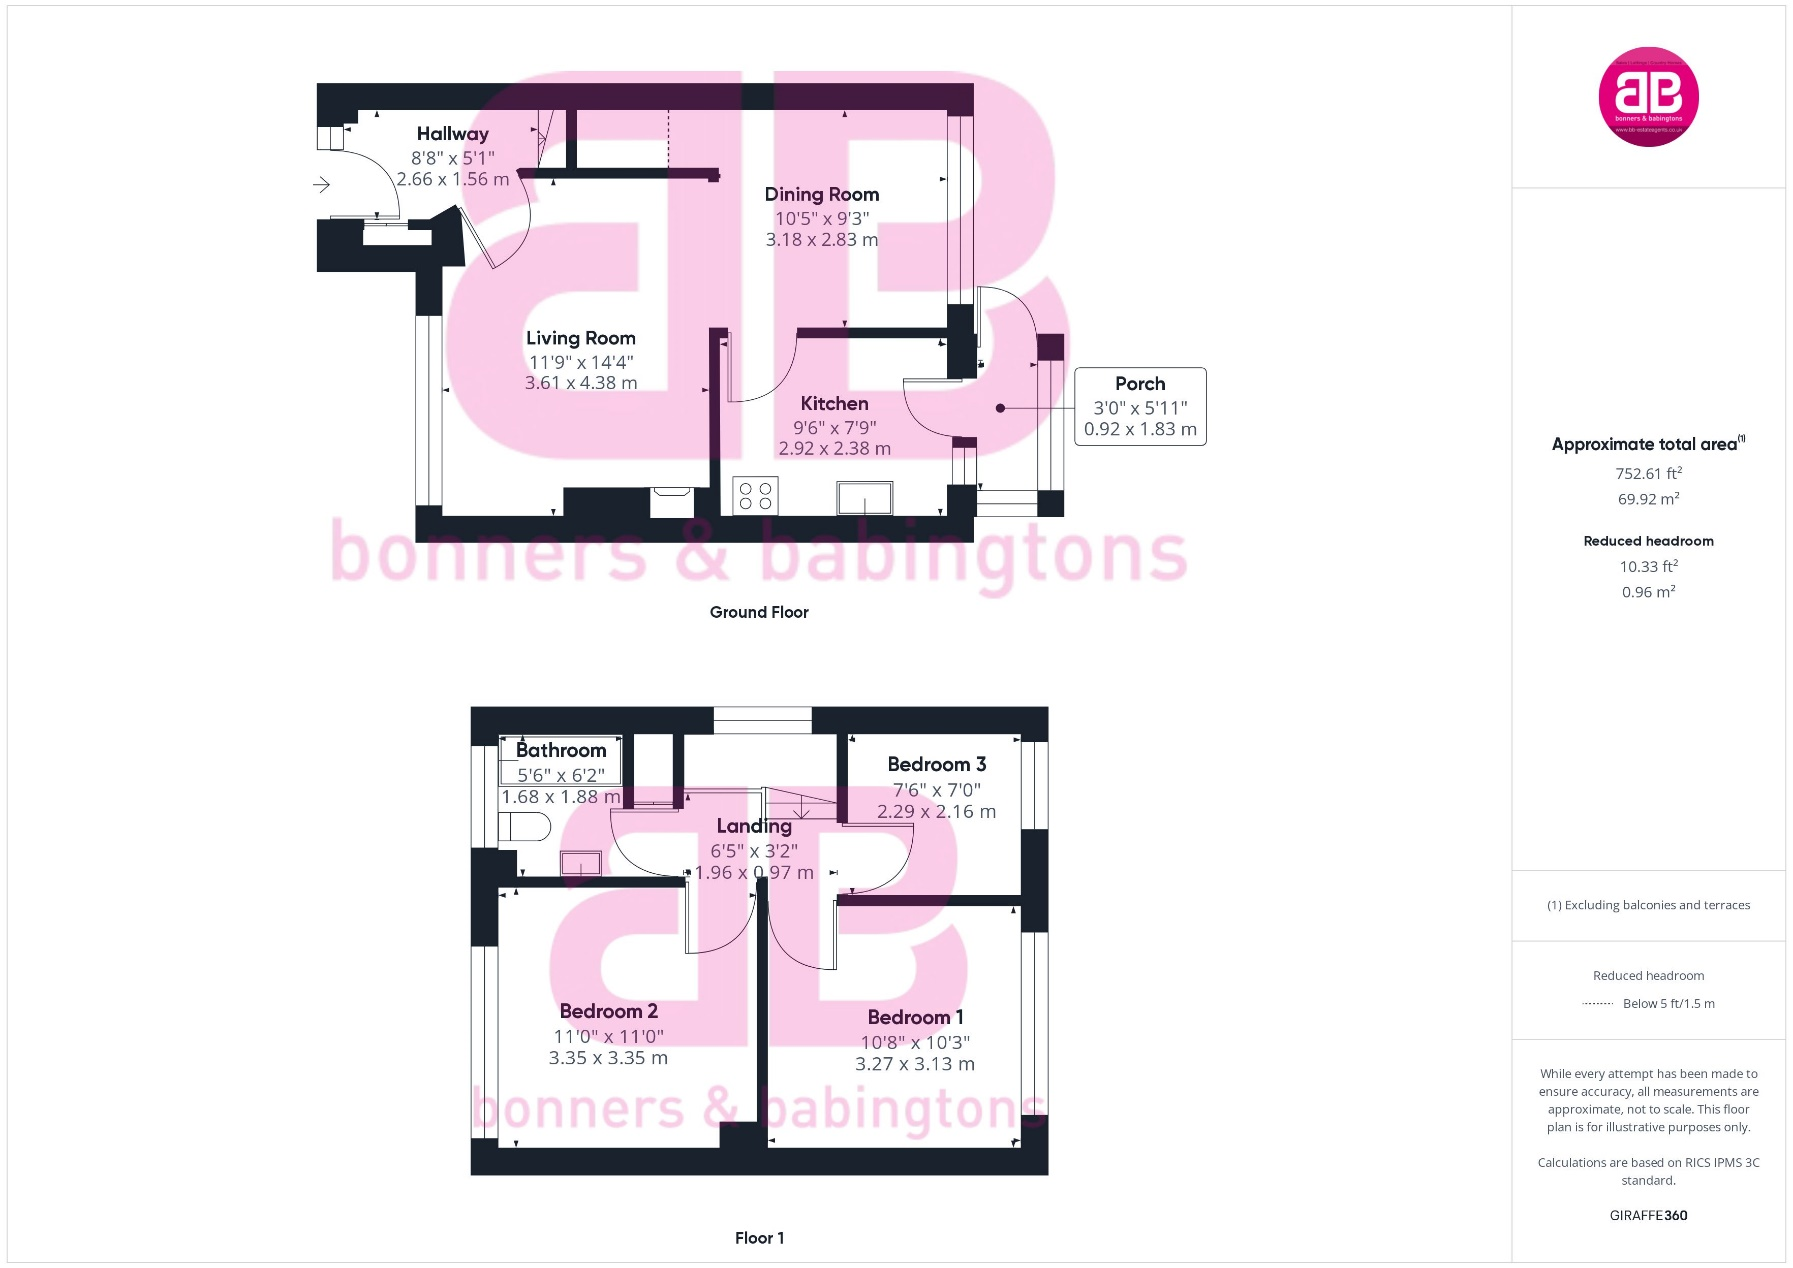 Hallway
8'8" x 5'1"
2.66 x 1.56 m
Dining Room
10'5" x 9'3"
3.18 x 2.83 m
Living Room
11'9" x 14'4"
3.61 x 4.38 m
Kitchen
9'6" x 7'9"
2.92 x 2.38 m
Porch
3'0" x 5'11"
0.92 x 1.83 m
bonners & babingtons
Ground Floor
Bathroom
5'6" x 6'2"
1.68 x 1.88 m
Landing
6'5" x 3'2"
1.96 x 0.97 m
Bedroom 3
7'6" x 7'0"
2.29 x 2.16 m
Bedroom 2
11'0" x 11'0"
3.35 x 3.35 m
Bedroom 1
10'8" x 10'3"
3.27 x 3.13 m
bonners & babingtons
Floor 1
BB
bonners & babingtons
Approximate total area(1)
752.61 ft²
69.92 m²
Reduced headroom
10.33 ft²
0.96 m²
(1) Excluding balconies and terraces
Reduced headroom
Below 5 ft/1.5 m
While every attempt has been made to
ensure accuracy, all measurements are
approximate, not to scale. This floor
plan is for illustrative purposes only.
Calculations are based on RICS IPMS 3C
standard.
GIRAFFE360